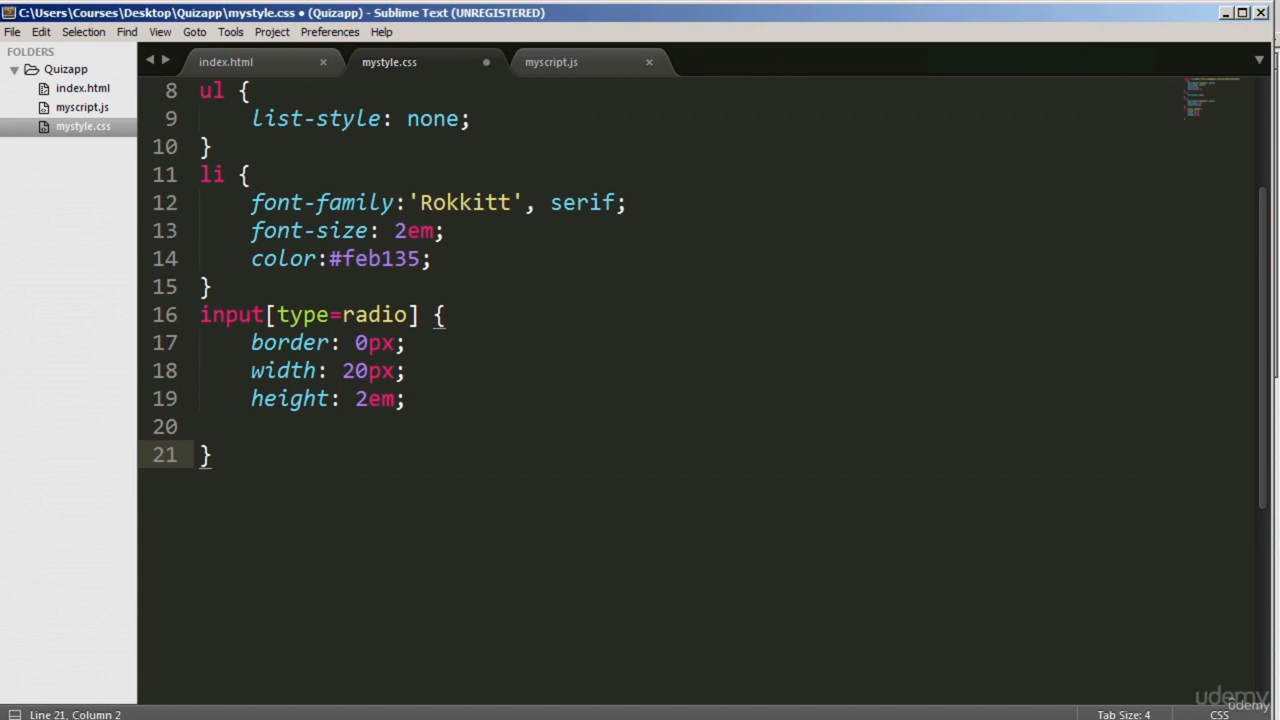 C:\Users\Courses\Desktop\Quizapp\mystyle.css • (Quizapp) - Sublime Text (UNREGISTERED)
File Edit Selection Find View Goto Tools Project Preferences Help
FOLDERS
Quizapp
index.html
myscript.js
mystyle.css
index.html mystyle.css myscript.js
8 ul {
9 list-style: none;
10 }
11 li {
12 font-family:'Rokkitt', serif;
13 font-size: 2em;
14 color:#feb135;
15 }
16 input[type=radio] {
17 border: 0px;
18 width: 20px;
19 height: 2em;
20
21 }
udemy
udemy
Line 21, Column 2 Tab Size: 4 CSS